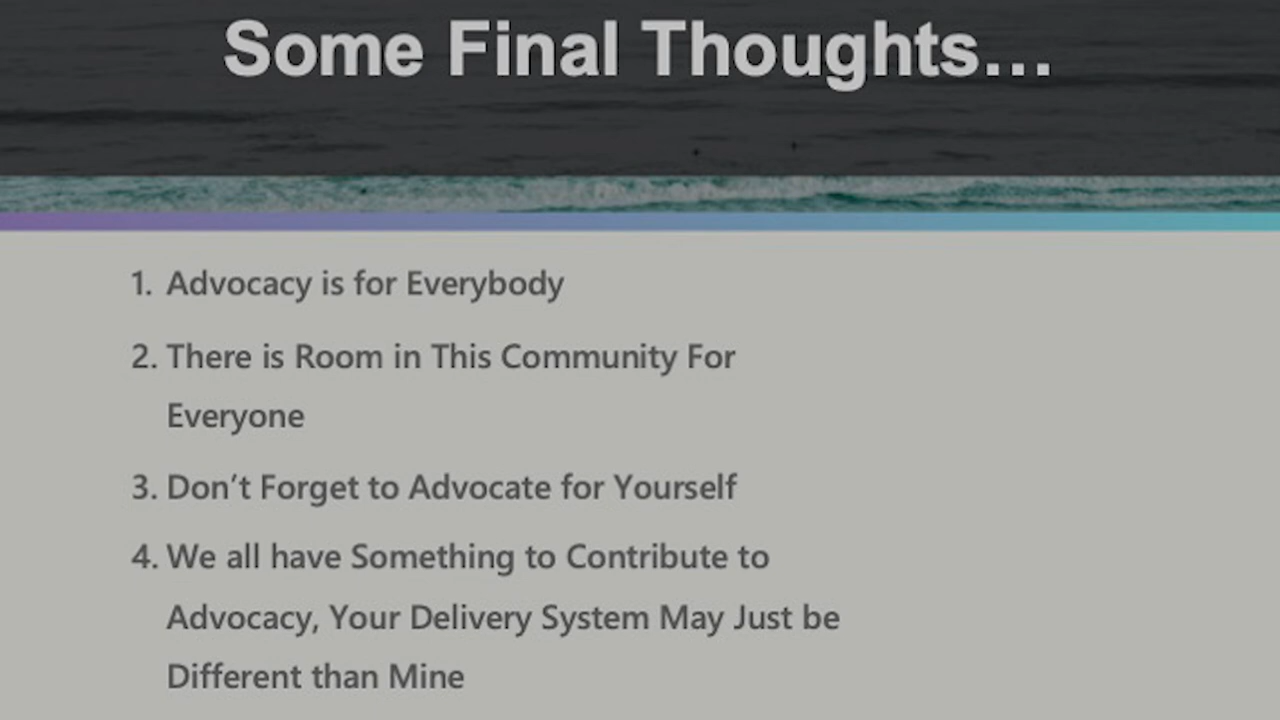 Some Final Thoughts...
1. Advocacy is for Everybody
2. There is Room in This Community For
Everyone
3. Don’t Forget to Advocate for Yourself
4. We all have Something to Contribute to
Advocacy, Your Delivery System May Just be
Different than Mine